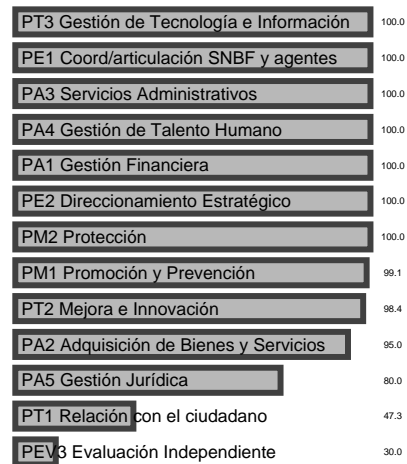 PT3 Gestión de Tecnología e Información 100.0
PE1 Coord/articulación SNBF y agentes 100.0
PA3 Servicios Administrativos 100.0
PA4 Gestión de Talento Humano 100.0
PA1 Gestión Financiera 100.0
PE2 Direccionamiento Estratégico 100.0
PM2 Protección 100.0
PM1 Promoción y Prevención 99.1
PT2 Mejora e Innovación 98.4
PA2 Adquisición de Bienes y Servicios 95.0
PA5 Gestión Jurídica 80.0
PT1 Relación con el ciudadano 47.3
PEV3 Evaluación Independiente 30.0